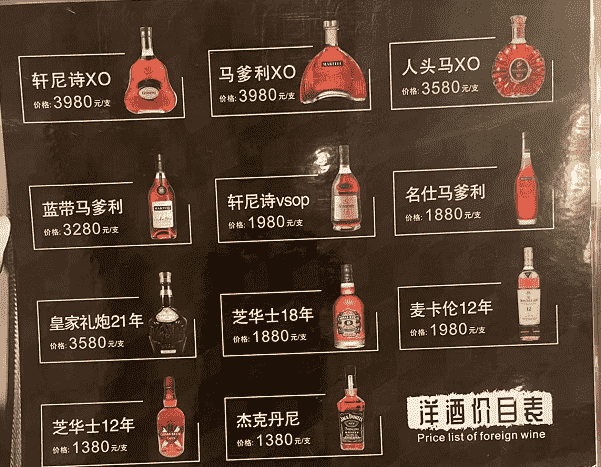 轩尼诗XO
价格: 3980元/支
马爹利XO
价格: 3980元/支
人头马XO
价格: 3580元/支
蓝带马爹利
价格: 3280元/支
轩尼诗vsop
价格: 1980元/支
名仕马爹利
价格: 1880元/支
皇家礼炮21年
价格: 3580元/支
芝华士18年
价格: 1880元/支
麦卡伦12年
价格: 1980元/支
芝华士12年
价格: 1380元/支
杰克丹尼
价格: 1380元/支
洋酒价目表
Price list of foreign wine